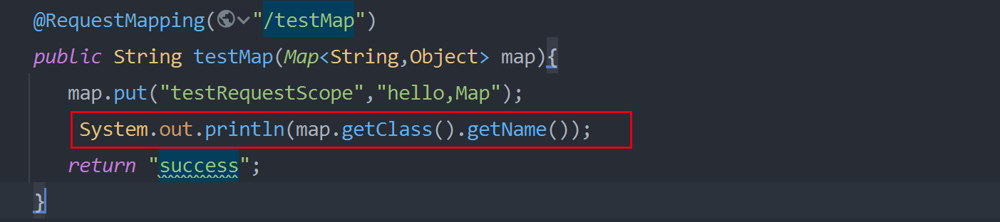 @RequestMapping("/testMap")
public String testMap(Map<String,Object> map){
map.put("testRequestScope","hello,Map");
System.out.println(map.getClass().getName());
return "success";
}